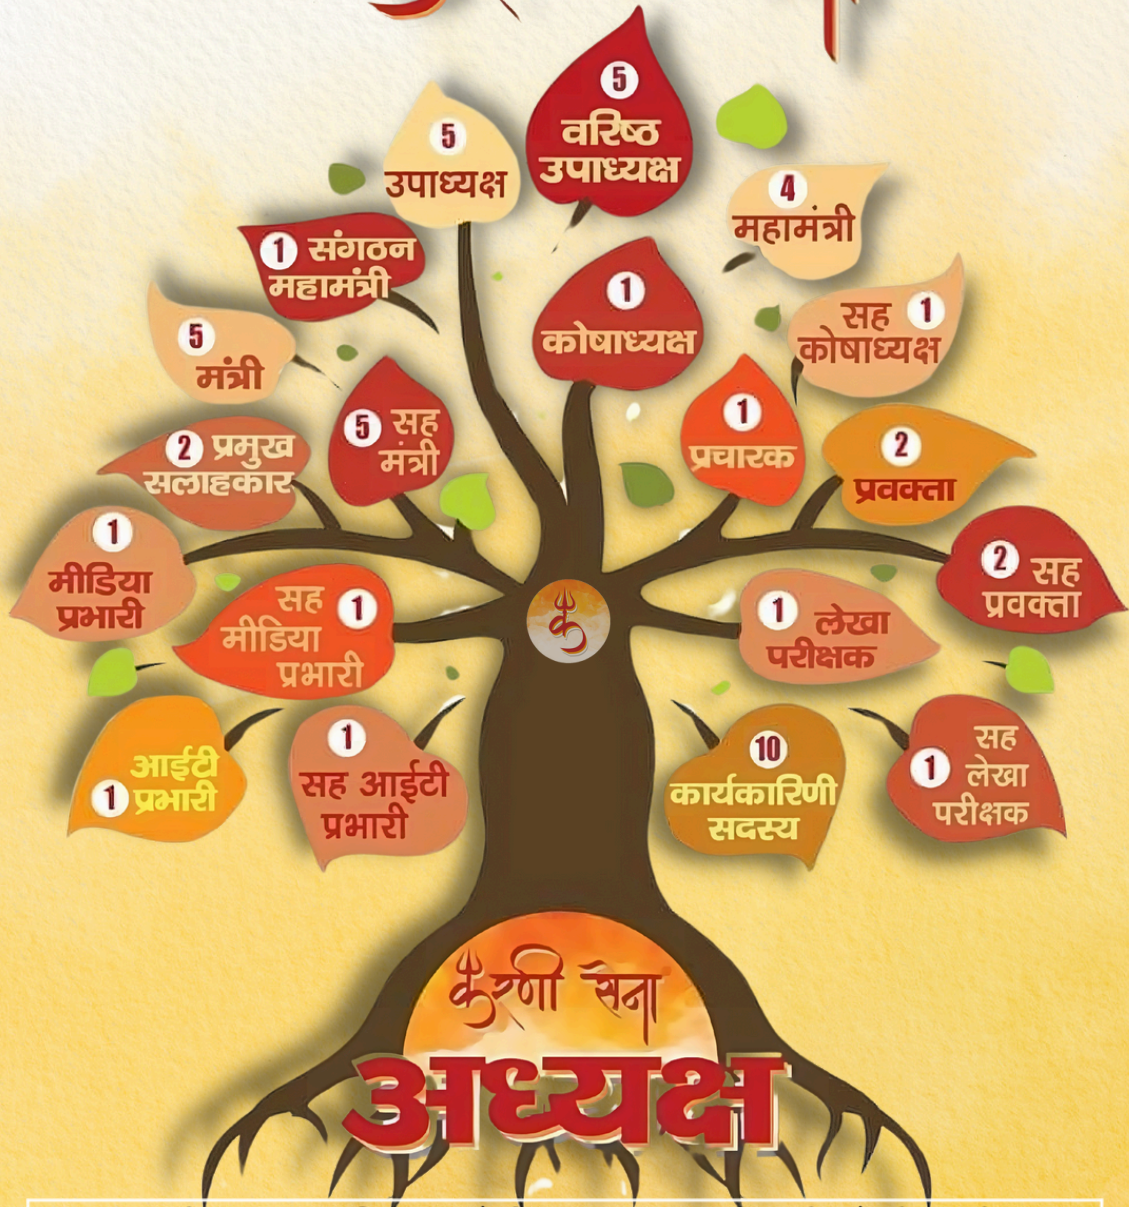 5
वरिष्ठ
उपाध्यक्ष
5
उपाध्यक्ष
4
महामंत्री
1 संगठन
महामंत्री
1
कोषाध्यक्ष
सह 1
कोषाध्यक्ष
5
मंत्री
5 सह
मंत्री
1
प्रचारक
2
प्रवक्ता
2 प्रमुख
सलाहकार
1
मीडिया
प्रभारी
सह 1
मीडिया
प्रभारी
1 लेखा
परीक्षक
2 सह
प्रवक्ता
आईटी
1 प्रभारी
1
सह आईटी
प्रभारी
10
कार्यकारिणी
सदस्य
सह
1 लेखा
परीक्षक
क
करणी सेना
अध्यक्ष